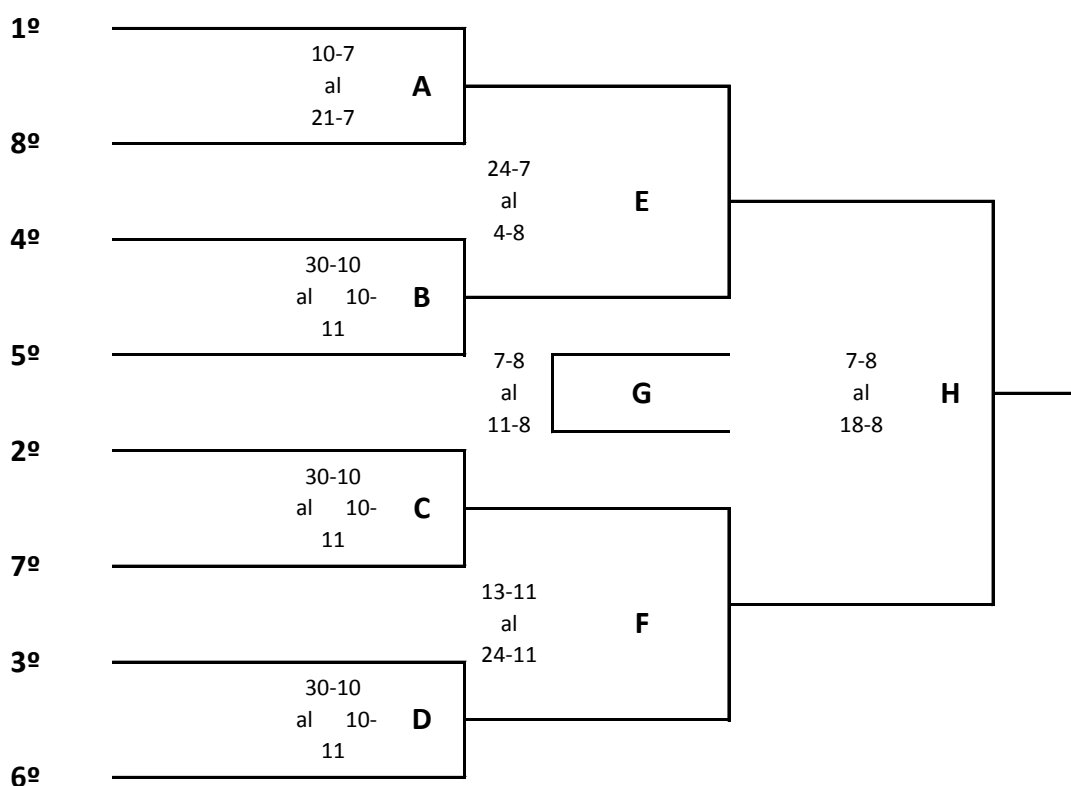 1º
10-7
al
21-7
A
8º
24-7
al
4-8
E
4º
30-10
al 10-
11
B
5º
7-8
al
11-8
G
7-8
al
18-8
H
2º
30-10
al 10-
11
C
7º
13-11
al
24-11
F
3º
30-10
al 10-
11
D
6º